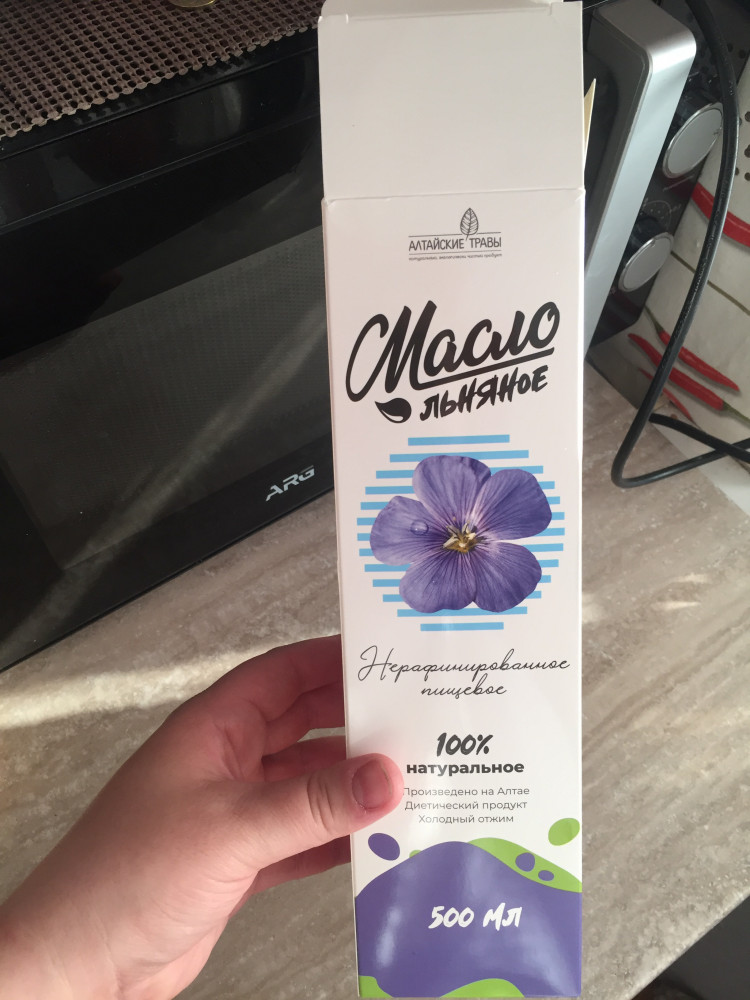 АЛТАЙСКИЕ ТРАВЫ
Масло
льняное
ARG
Нерафинированное
пищевое
100%
натуральное
Произведено на Алтае
Диетический продукт
Холодный отжим
500 мл